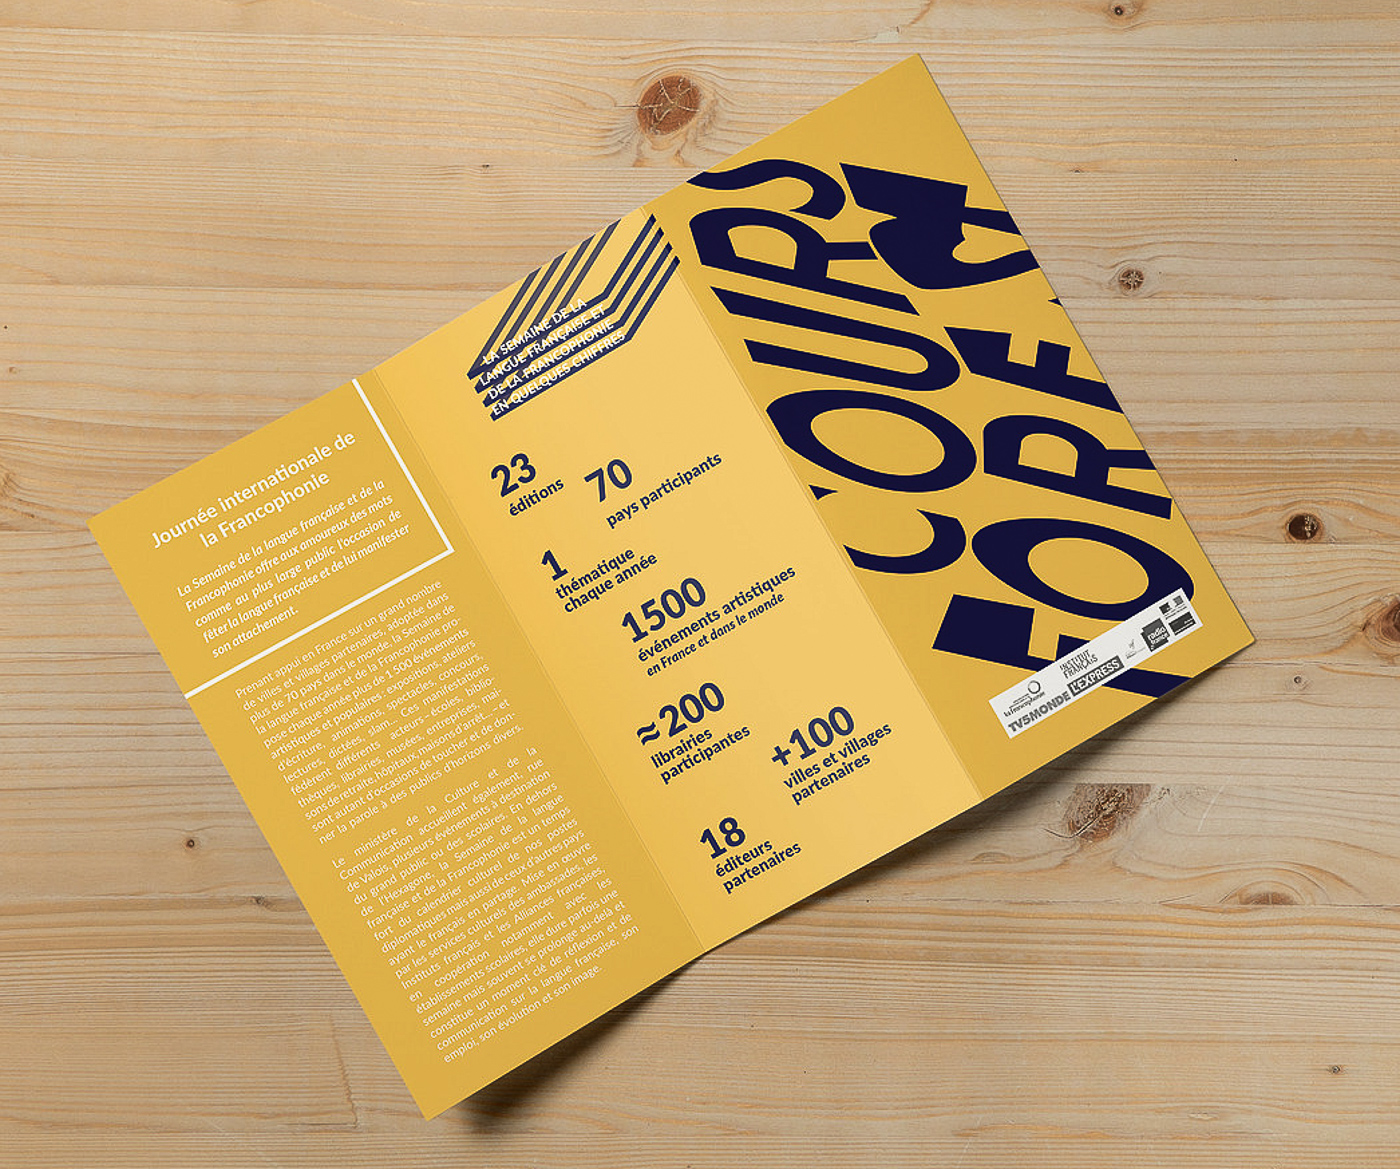 Journée internationale de
la Francophonie
La Semaine de la langue française et de la
Francophonie offre aux amoureux des mots
comme au plus large public l'occasion de
fêter la langue française et de lui manifester
son attachement.
Prenant appui en France sur un grand nombre
de villes et villages partenaires, adoptée dans
plus de 70 pays dans le monde, la Semaine de
la langue française et de la Francophonie pro-
pose chaque année plus de 1 500 événements
artistiques et populaires : expositions, ateliers
d'écriture, animations, spectacles, concours,
lectures, dictées, slam... Ces manifestations
fédèrent différents acteurs – écoles, biblio-
thèques, librairies, musées, entreprises, mai-
sons de retraite, hôpitaux, maisons d'arrêt... – et
sont autant d'occasions de toucher et de don-
ner la parole à des publics d'horizons divers.
Le ministère de la Culture et de la
Communication accueillent également, rue
de Valois, plusieurs événements à destination
du grand public ou des scolaires. En dehors
de l'Hexagone, la Semaine de la langue
française et de la Francophonie est un temps
fort du calendrier culturel de nos postes
diplomatiques mais aussi de ceux d'autres pays
ayant le français en partage. Mise en œuvre
par les services culturels des ambassades, les
Instituts français et les Alliances françaises,
en coopération notamment avec les
établissements scolaires, elle dure parfois une
semaine mais souvent se prolonge au-delà et
constitue un moment clé de réflexion et de
communication sur la langue française, son
emploi, son évolution et son image.
LA SEMAINE DE LA
LANGUE FRANÇAISE ET
DE LA FRANCOPHONIE
EN QUELQUES CHIFFRES
23
éditions
70
pays participants
1
thématique
chaque année
1500
événements artistiques
en France et dans le monde
≈200
librairies
participantes
+100
villes et villages
partenaires
18
éditeurs
partenaires
COURS
FORE
la francophonie
INSTITUT
FRANÇAIS
radio
france
TV5MONDE
L'EXPRESS